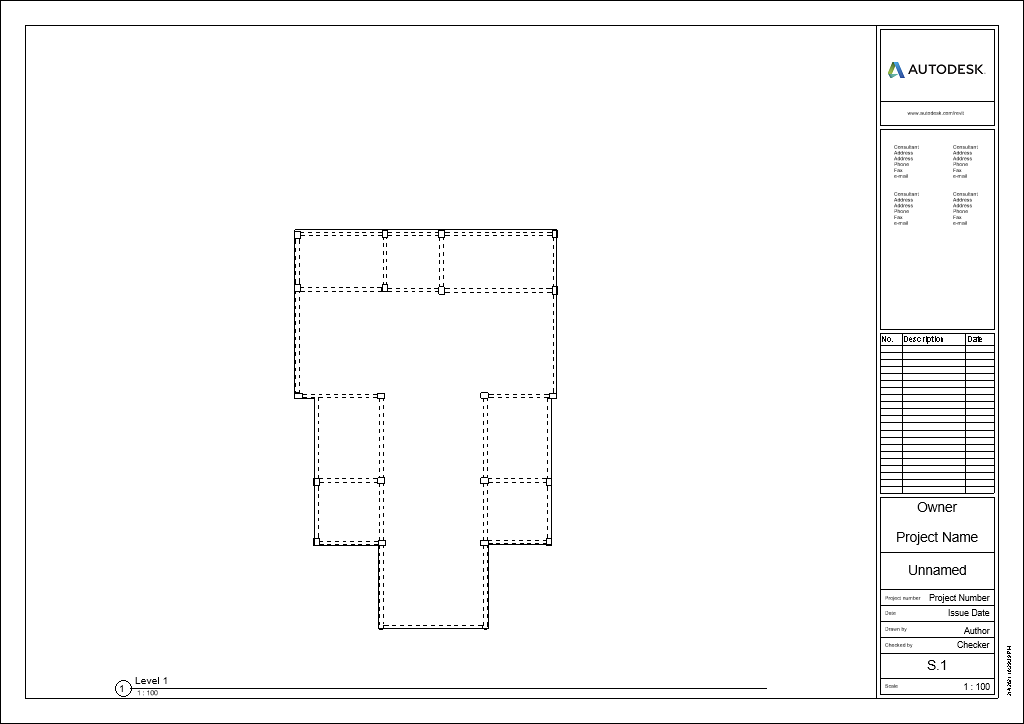 AUTODESK
www.autodesk.com/revit
Consultant
Address
Address
Phone
Fax
e-mail
Consultant
Address
Address
Phone
Fax
e-mail
Consultant
Address
Address
Phone
Fax
e-mail
Consultant
Address
Address
Phone
Fax
e-mail
No. Description Date
Owner
Project Name
Unnamed
Project number Project Number
Date Issue Date
Drawn by Author
Checked by Checker
S.1
Scale 1 : 100
1 Level 1
1 : 100